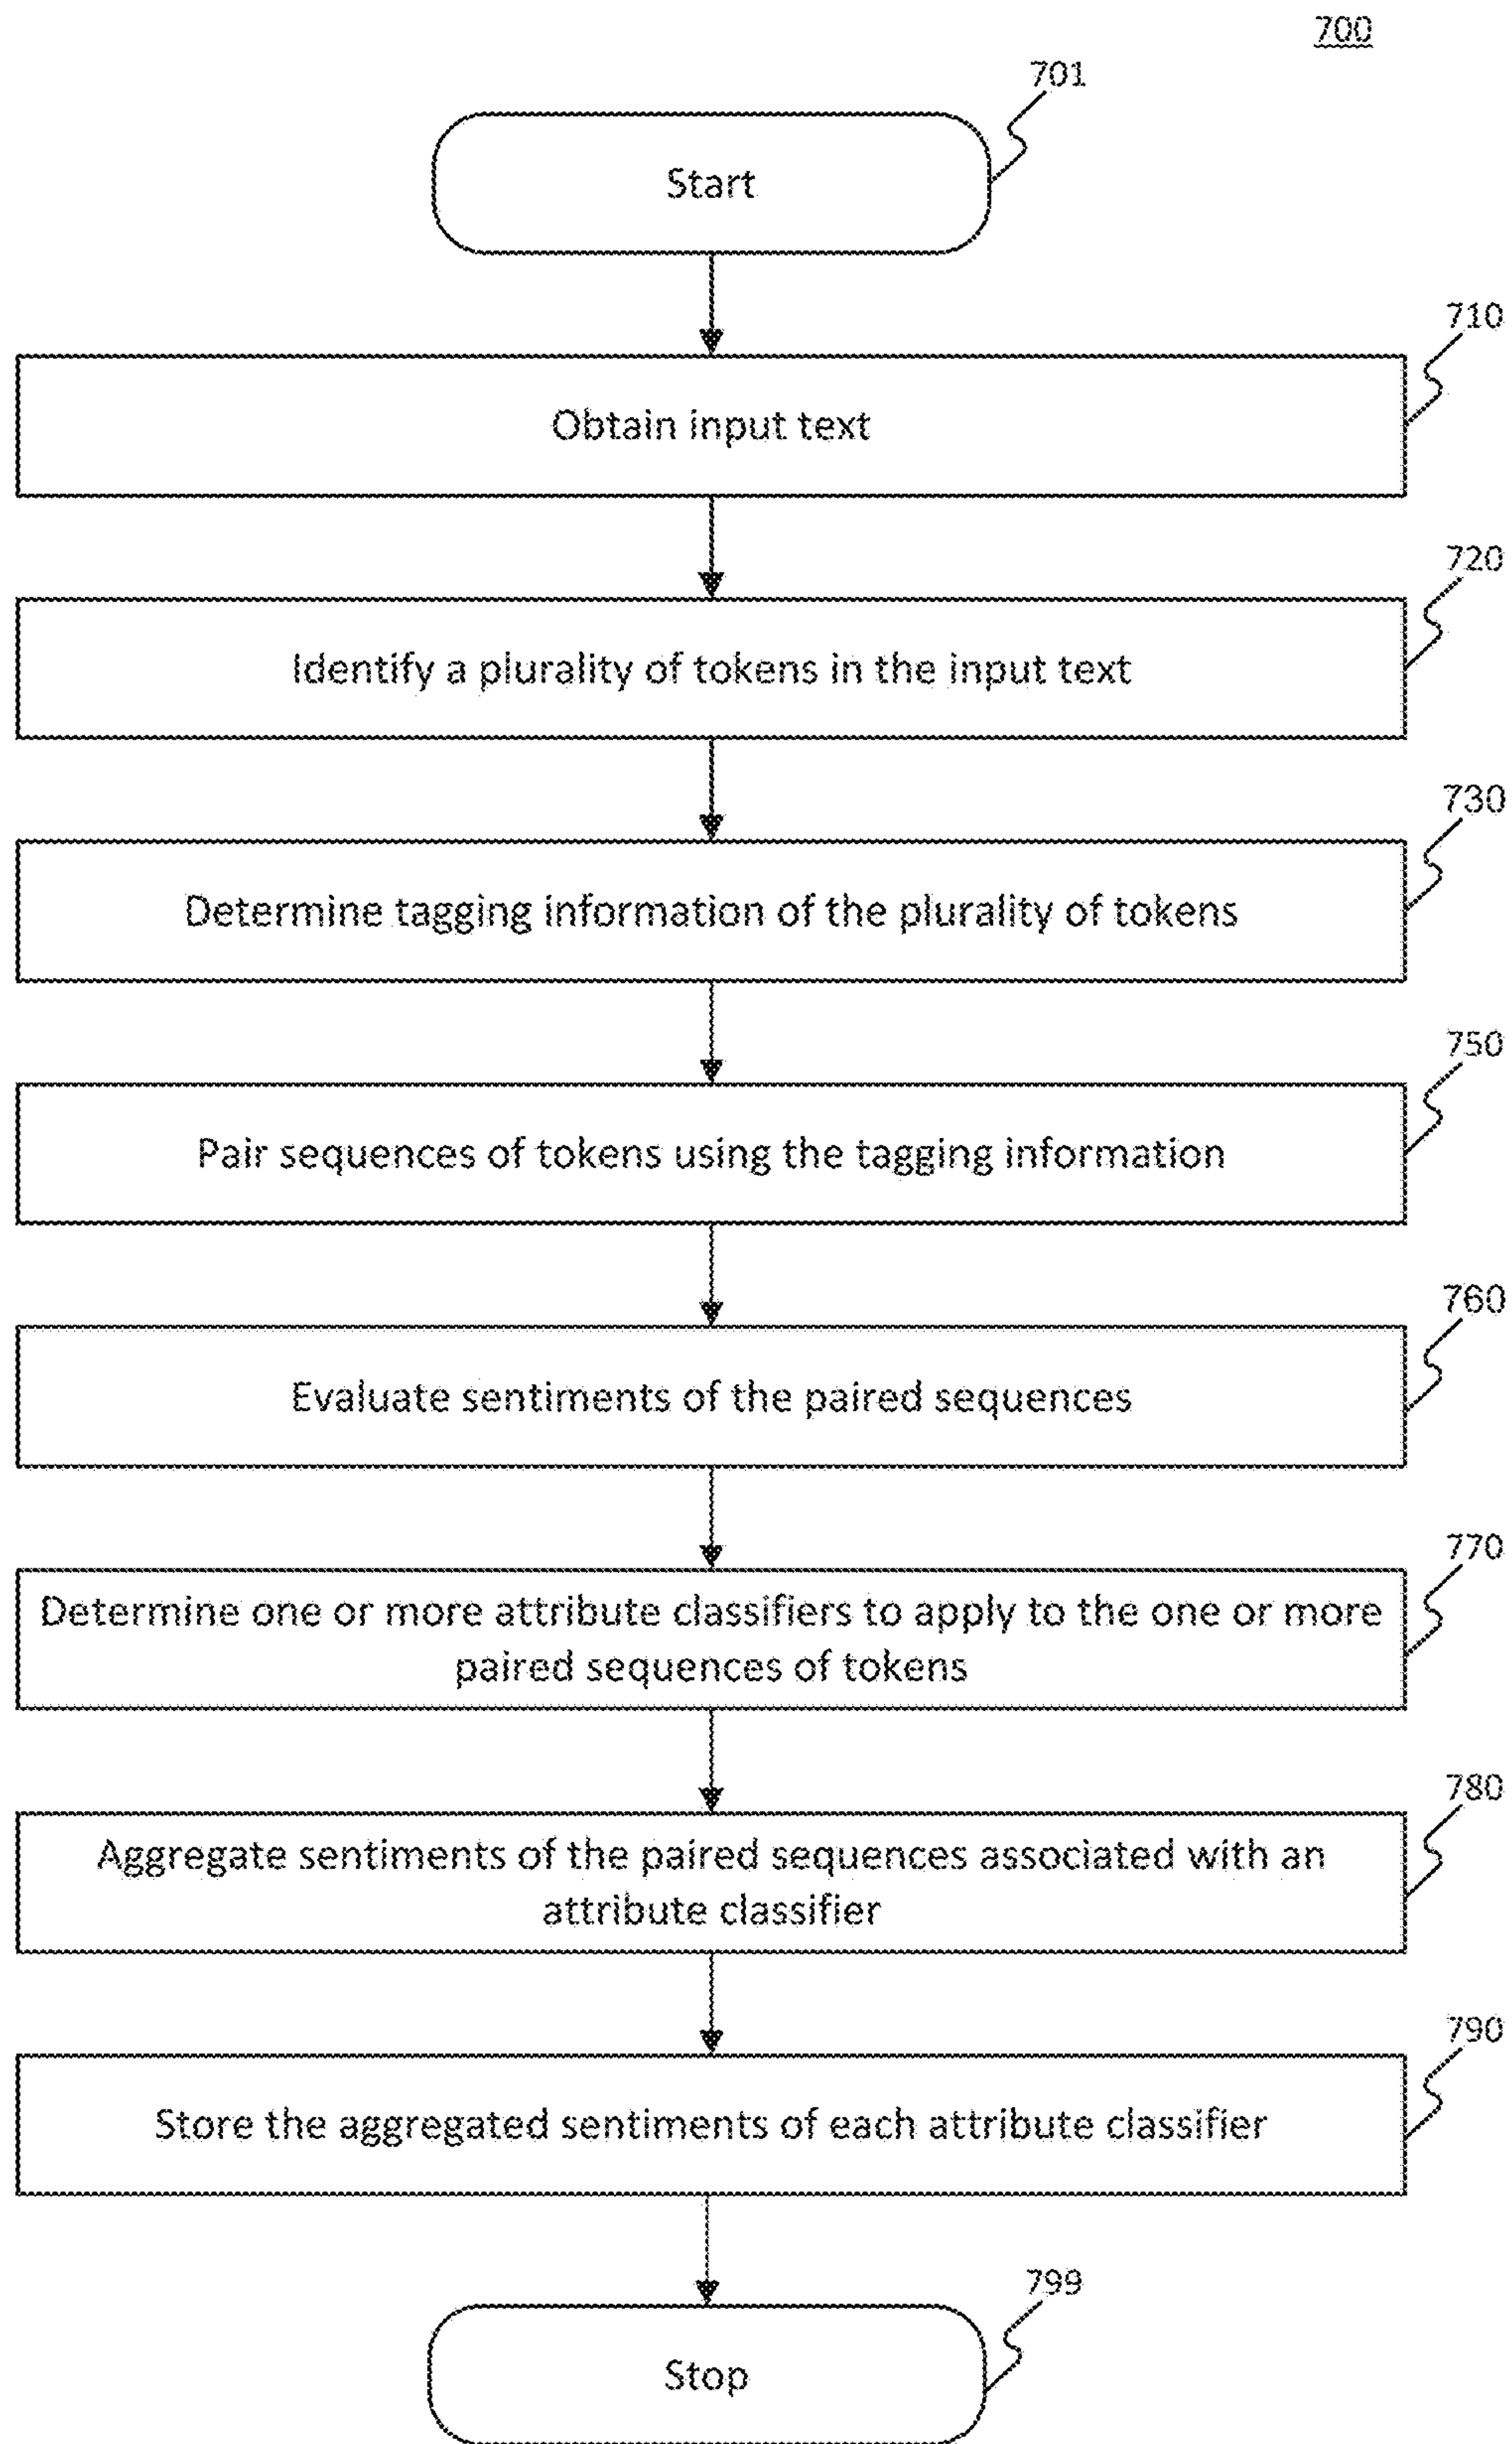 700
701
Start
710
Obtain input text
720
Identify a plurality of tokens in the input text
730
Determine tagging information of the plurality of tokens
750
Pair sequences of tokens using the tagging information
760
Evaluate sentiments of the paired sequences
770
Determine one or more attribute classifiers to apply to the one or more
paired sequences of tokens
780
Aggregate sentiments of the paired sequences associated with an
attribute classifier
790
Store the aggregated sentiments of each attribute classifier
799
Stop